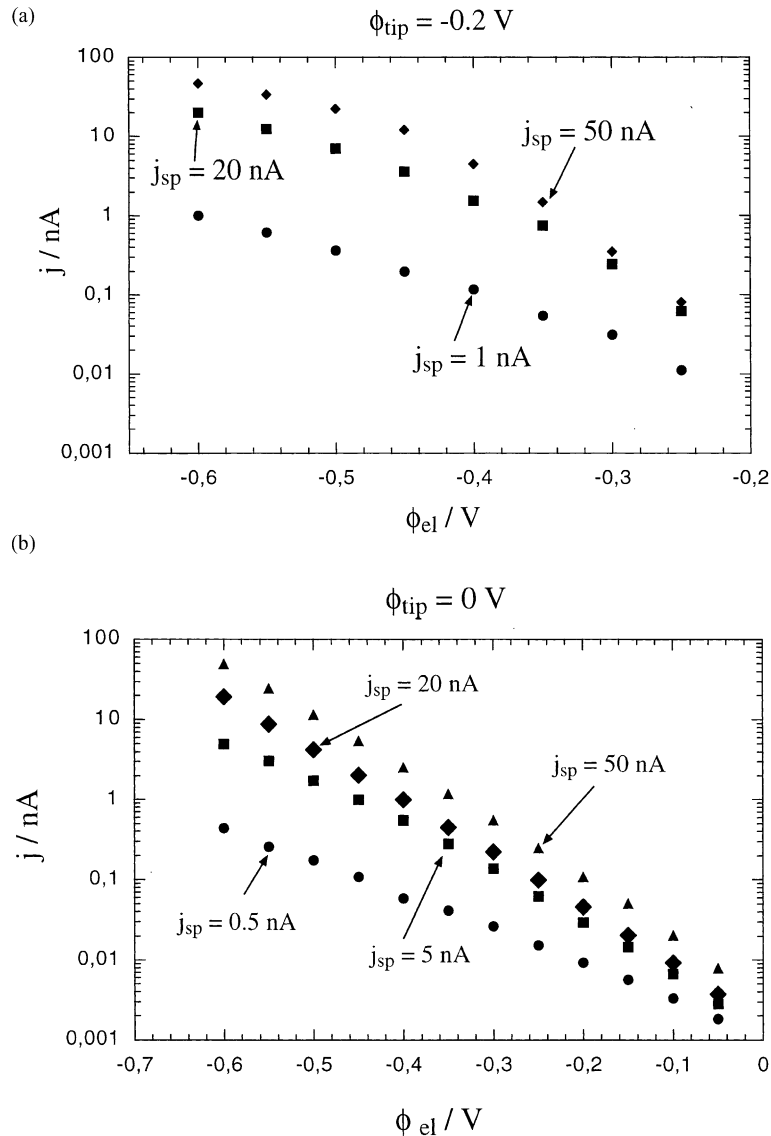 (a)
ϕtip = -0.2 V
100
10
1
0,1
0,01
0,001
j / nA
jsp = 20 nA
jsp = 50 nA
jsp = 1 nA
-0,6
-0,5
-0,4
-0,3
-0,2
ϕel / V
(b)
ϕtip = 0 V
100
10
1
0,1
0,01
0,001
j / nA
jsp = 20 nA
jsp = 50 nA
jsp = 0.5 nA
jsp = 5 nA
-0,7
-0,6
-0,5
-0,4
-0,3
-0,2
-0,1
0
ϕ el / V